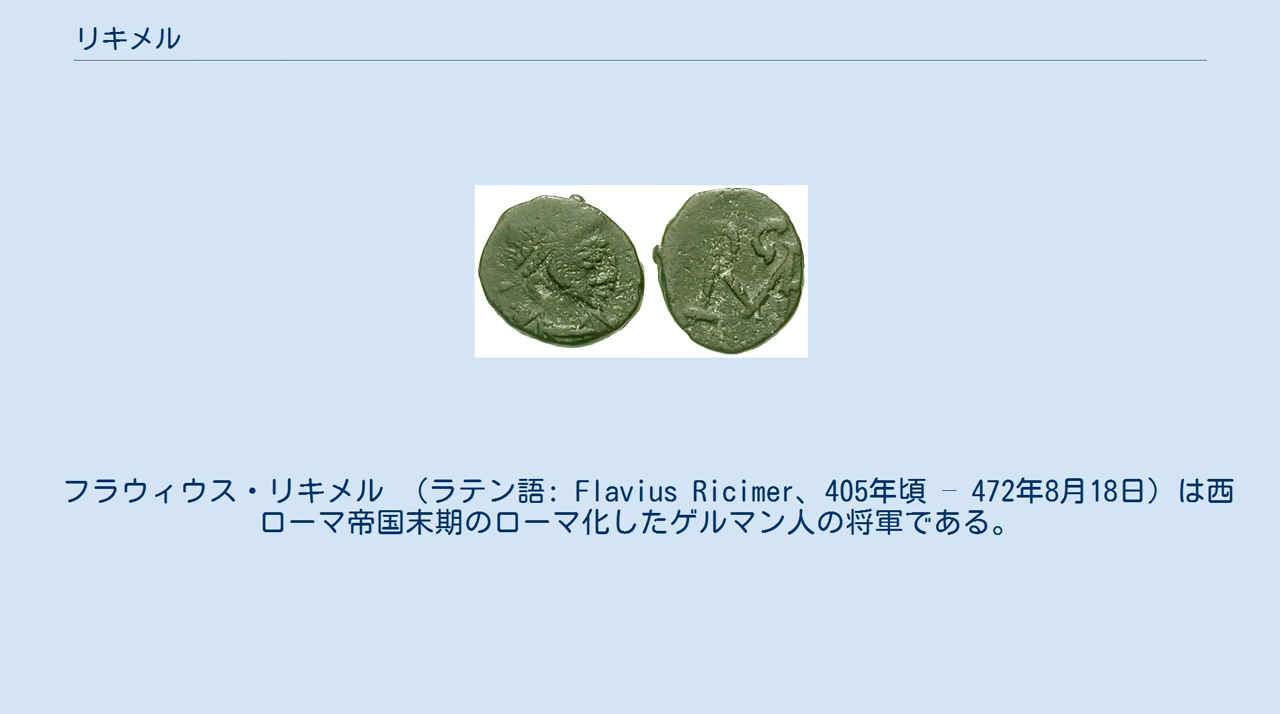 リキメル
フラウィウス・リキメル （ラテン語: Flavius Ricimer、405年頃 – 472年8月18日）は西
ローマ帝国末期のローマ化したゲルマン人の将軍である。